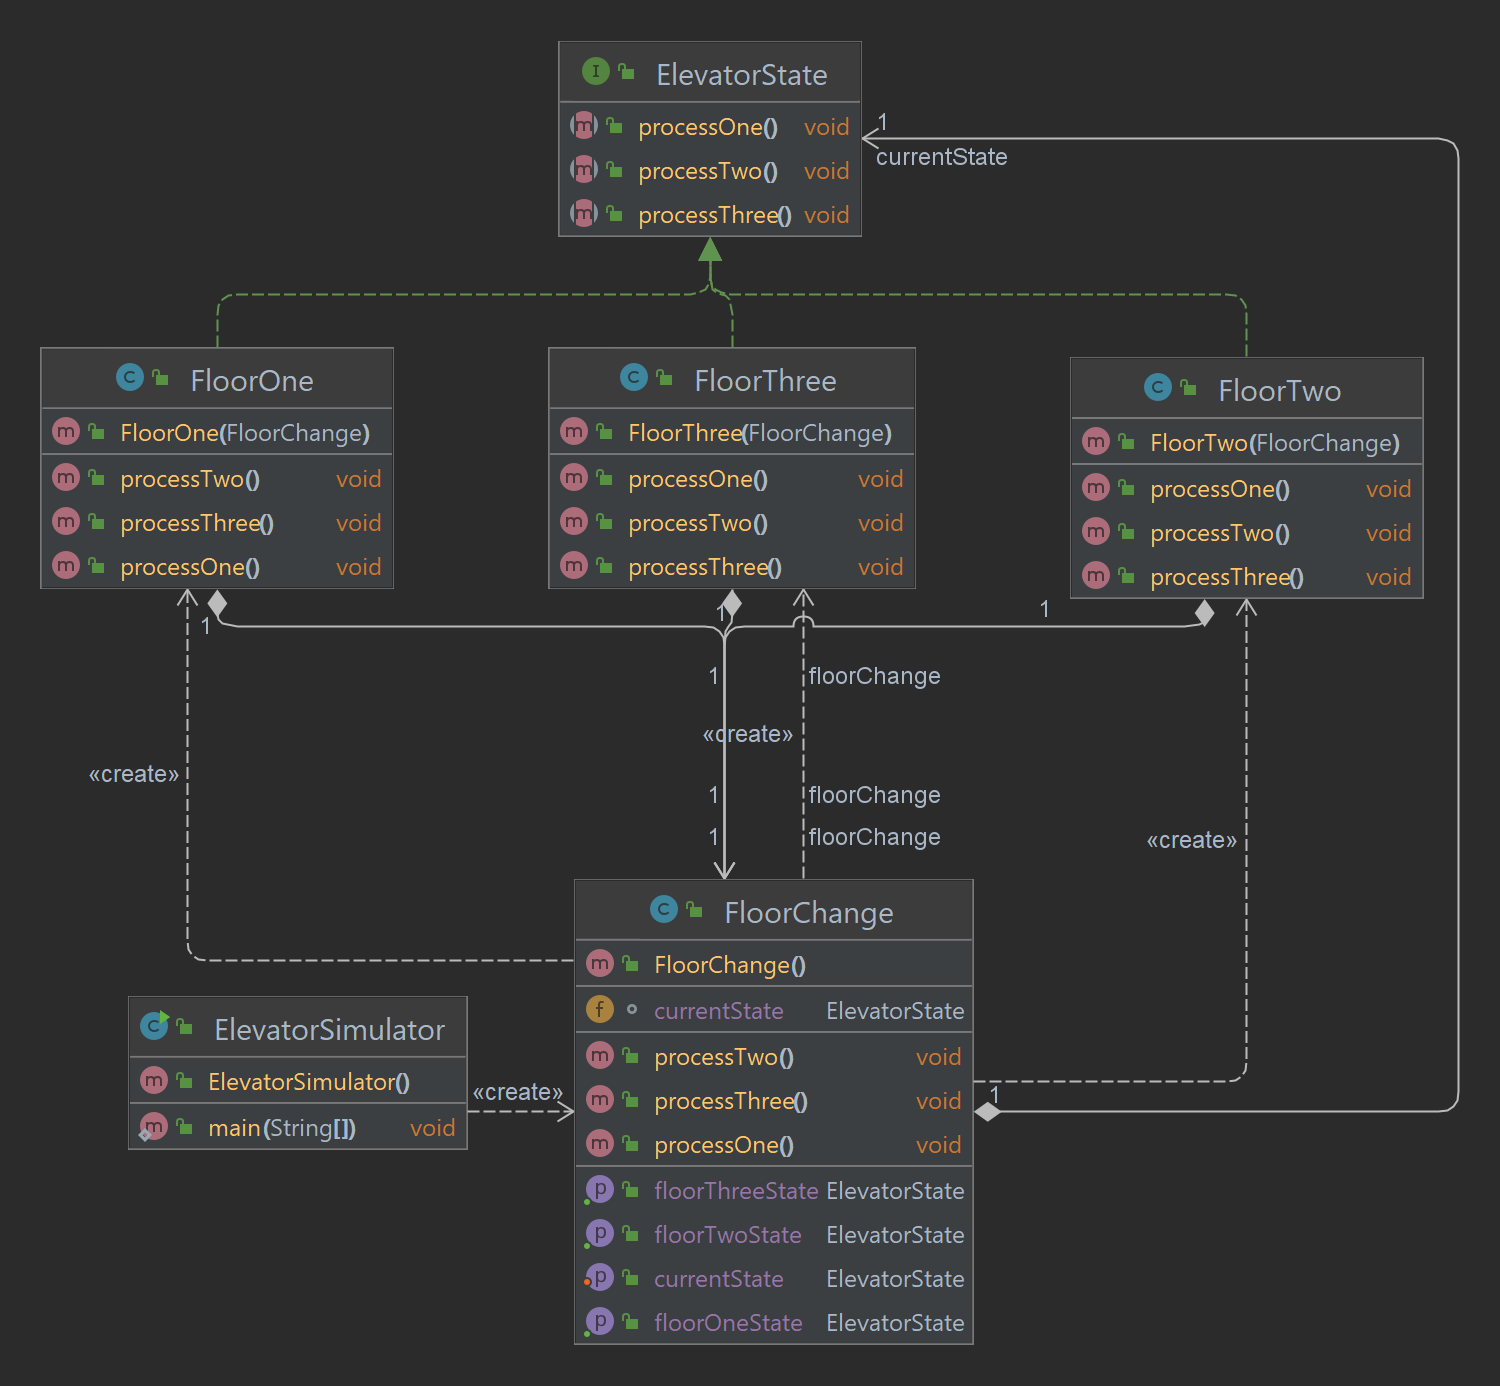 I ElevatorState
m processOne() void
m processTwo() void
m processThree() void
1
currentState
C FloorOne
m FloorOne(FloorChange)
m processTwo() void
m processThree() void
m processOne() void
C FloorThree
m FloorThree(FloorChange)
m processOne() void
m processTwo() void
m processThree() void
C FloorTwo
m FloorTwo(FloorChange)
m processOne() void
m processTwo() void
m processThree() void
1
1
1
1 floorChange
«create»
«create»
1 floorChange
1 floorChange
«create»
C FloorChange
m FloorChange()
f currentState ElevatorState
m processTwo() void
m processThree() void
m processOne() void
p floorThreeState ElevatorState
p floorTwoState ElevatorState
p currentState ElevatorState
p floorOneState ElevatorState
1
C ElevatorSimulator
m ElevatorSimulator()
m main(String[]) void
«create»